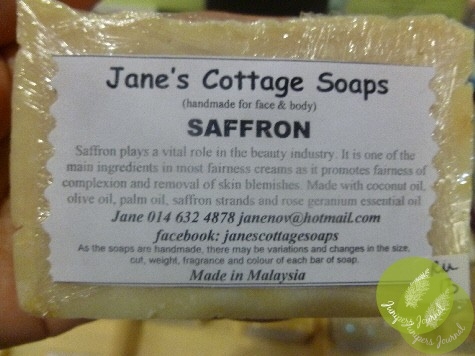 Jane's Cottage Soaps
(handmade for face & body)
SAFFRON
Saffron plays a vital role in the beauty industry. It is one of the
main ingredients in most fairness creams as it promotes fairness of
complexion and removal of skin blemishes. Made with coconut oil,
olive oil, palm oil, saffron strands and rose geranium essential oil
Jane 014 632 4878 janenov@hotmail.com
facebook: janescottagesoaps
As the soaps are handmade, there may be variations and changes in the size,
cut, weight, fragrance and colour of each bar of soap.
Made in Malaysia
Junipers Journal
Junipers Journal